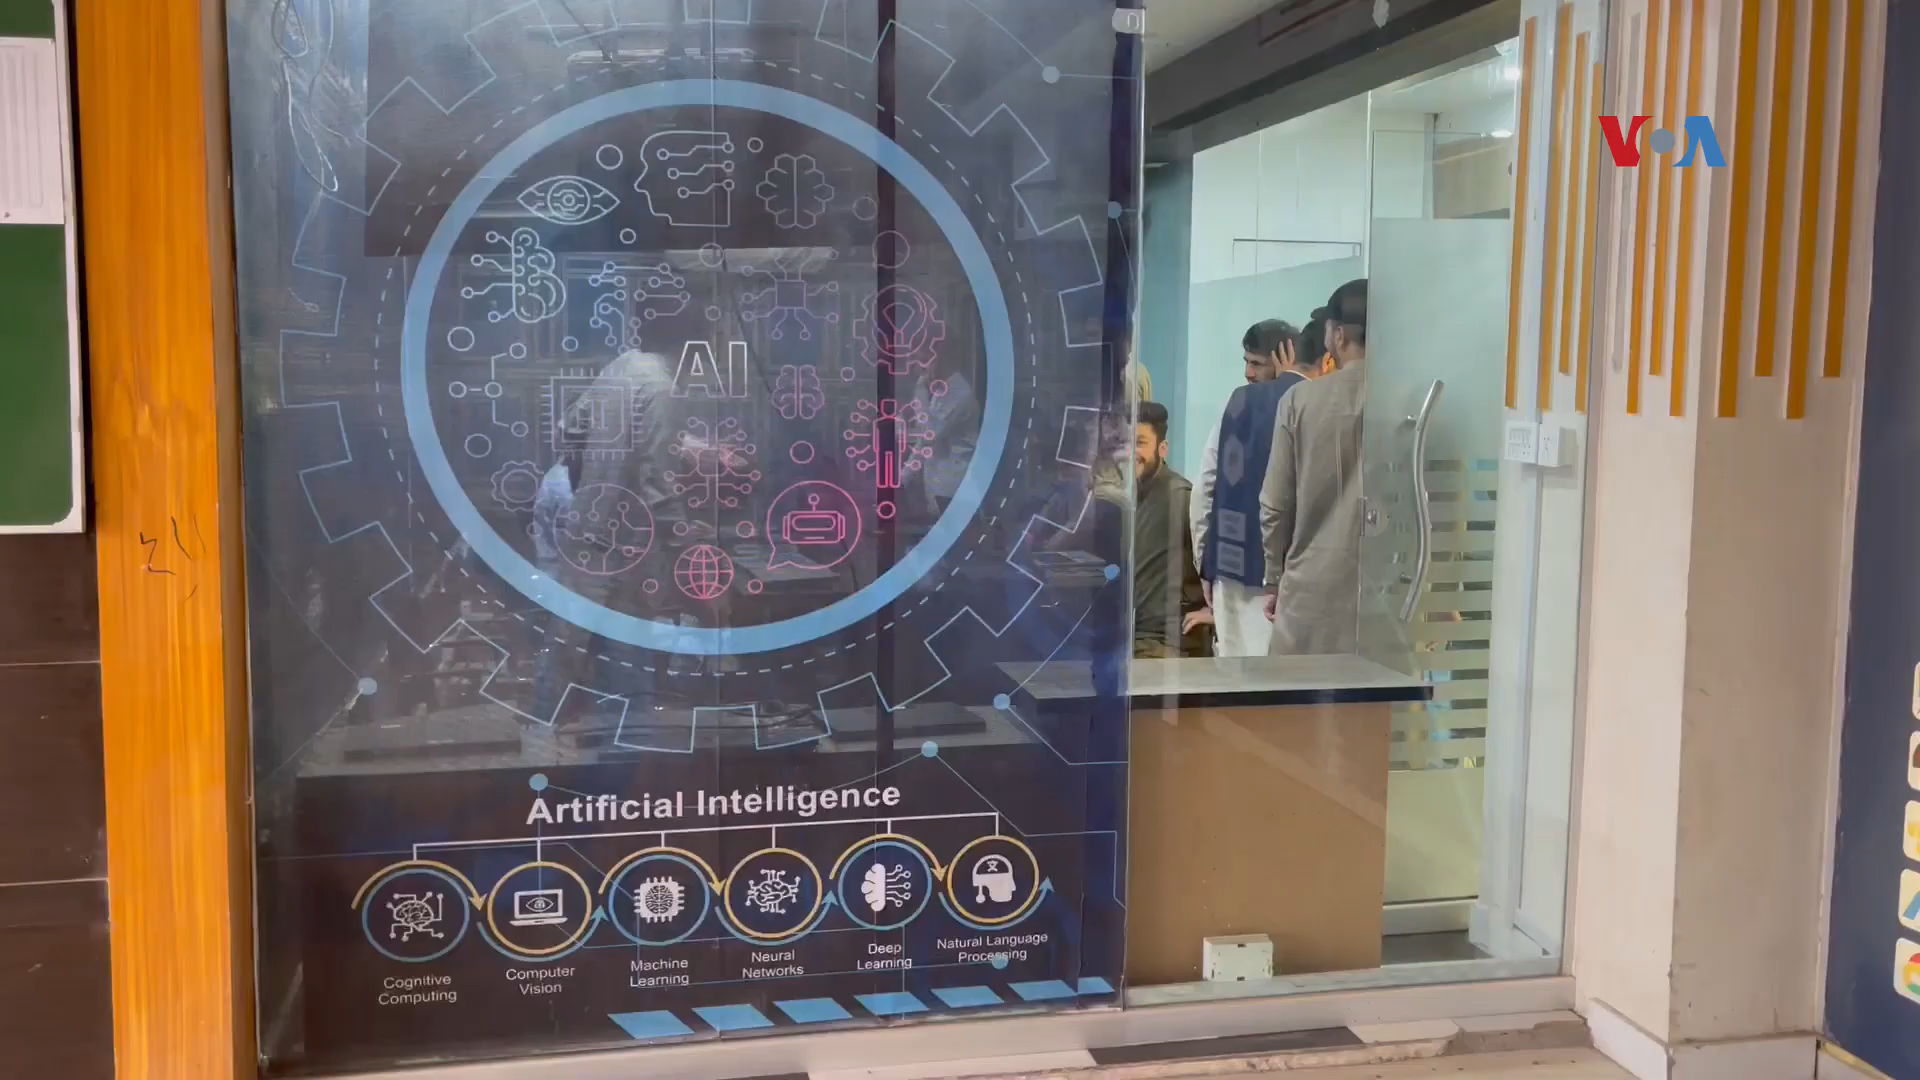 VOA
AI
Artificial Intelligence
Cognitive
Computing
Computer
Vision
Machine
Learning
Neural
Networks
Deep
Learning
Natural Language
Processing